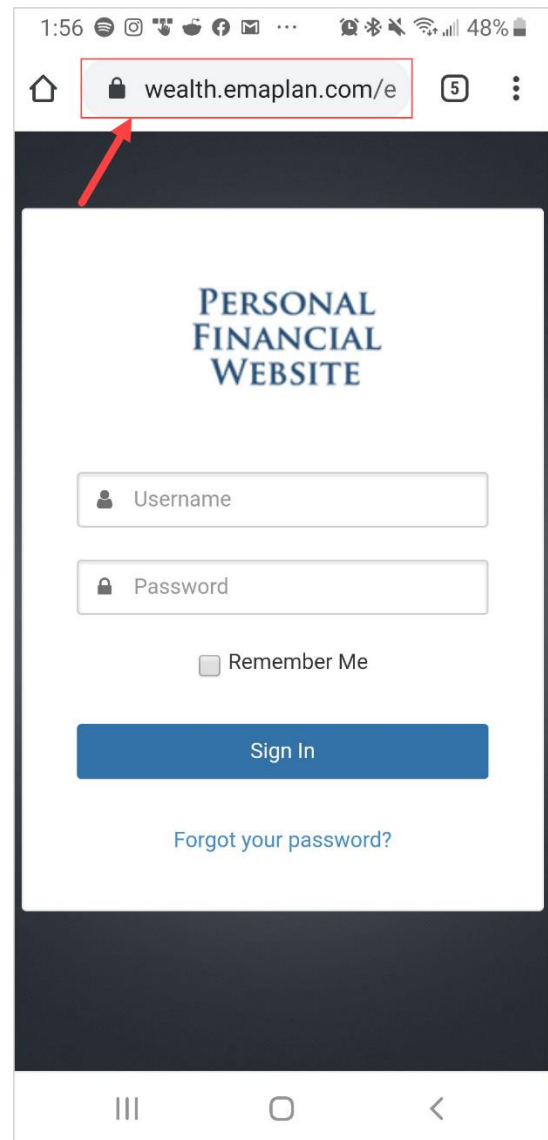 1:56 48%
wealth.emaplan.com/e 5
PERSONAL
FINANCIAL
WEBSITE
Username
Password
Remember Me
Sign In
Forgot your password?